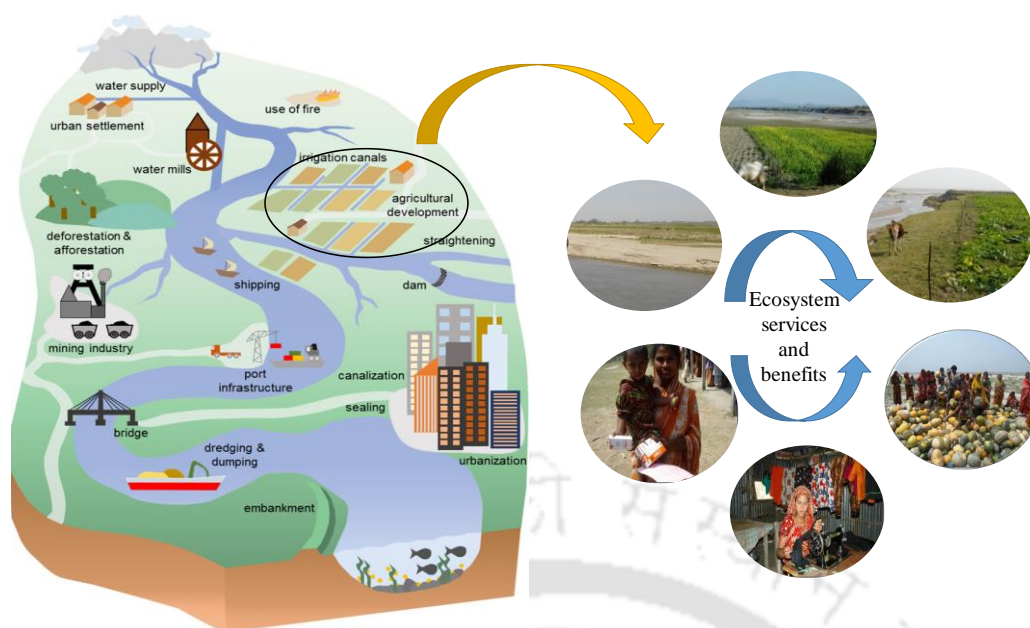 water supply
use of fire
urban settlement
water mills
irrigation canals
agricultural
development
deforestation &
afforestation
straightening
shipping
dam
mining industry
port
infrastructure
canalization
sealing
bridge
dredging &
dumping
urbanization
embankment
Ecosystem
services
and
benefits